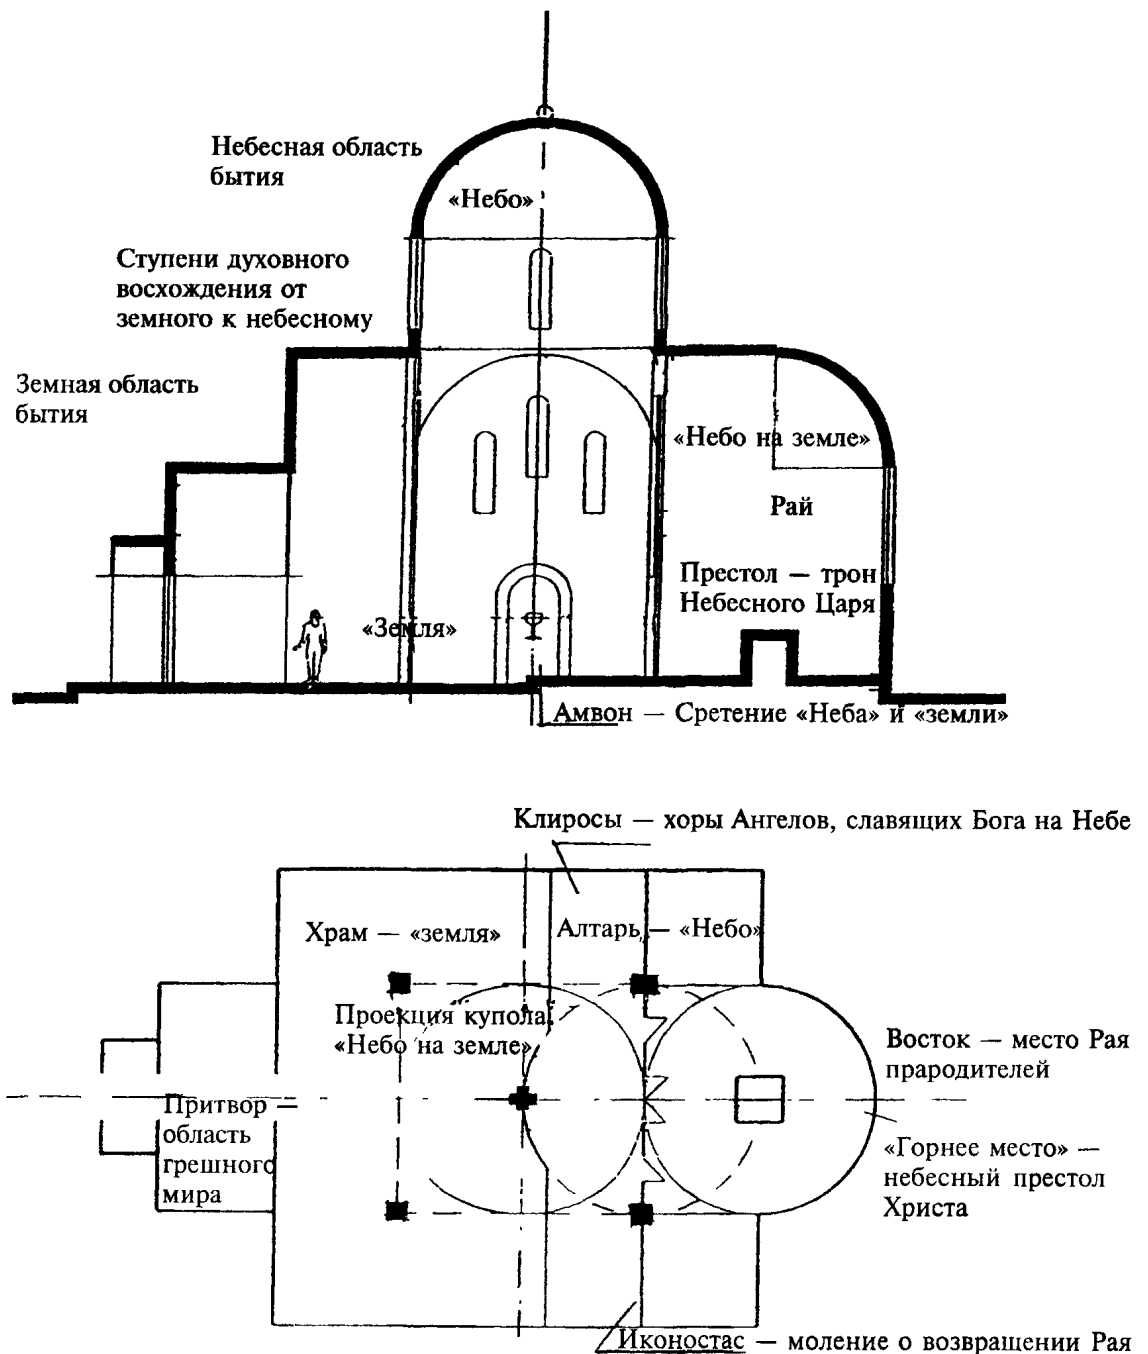 Небесная область
бытия
«Небо»
Ступени духовного
восхождения от
земного к небесному
Земная область
бытия
«Небо на земле»
Рай
Престол — трон
Небесного Царя
«Земля»
Амвон — Сретение «Неба» и «земли»
Клиросы — хоры Ангелов, славящих Бога на Небе
Храм — «земля»
Алтарь — «Небо»
Проекция купола
«Небо на земле»
Восток — место Рая
прародителей
Притвор —
область
грешного
мира
«Горнее место» —
небесный престол
Христа
Иконостас — моление о возвращении Рая